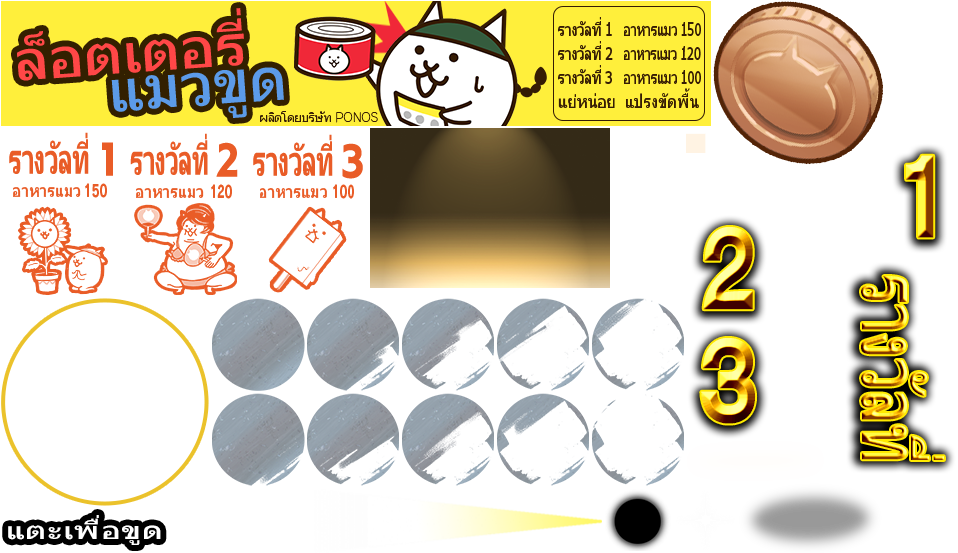 ล็อตเตอรี่
แมวขูด
ผลิตโดยบริษัท PONOS
รางวัลที่ 1 อาหารแมว 150
รางวัลที่ 2 อาหารแมว 120
รางวัลที่ 3 อาหารแมว 100
แย่หน่อย แปรงขัดพื้น
รางวัลที่ 1
อาหารแมว 150
รางวัลที่ 2
อาหารแมว 120
รางวัลที่ 3
อาหารแมว 100
1
2
3
รางวัลที่
แตะเพื่อขูด